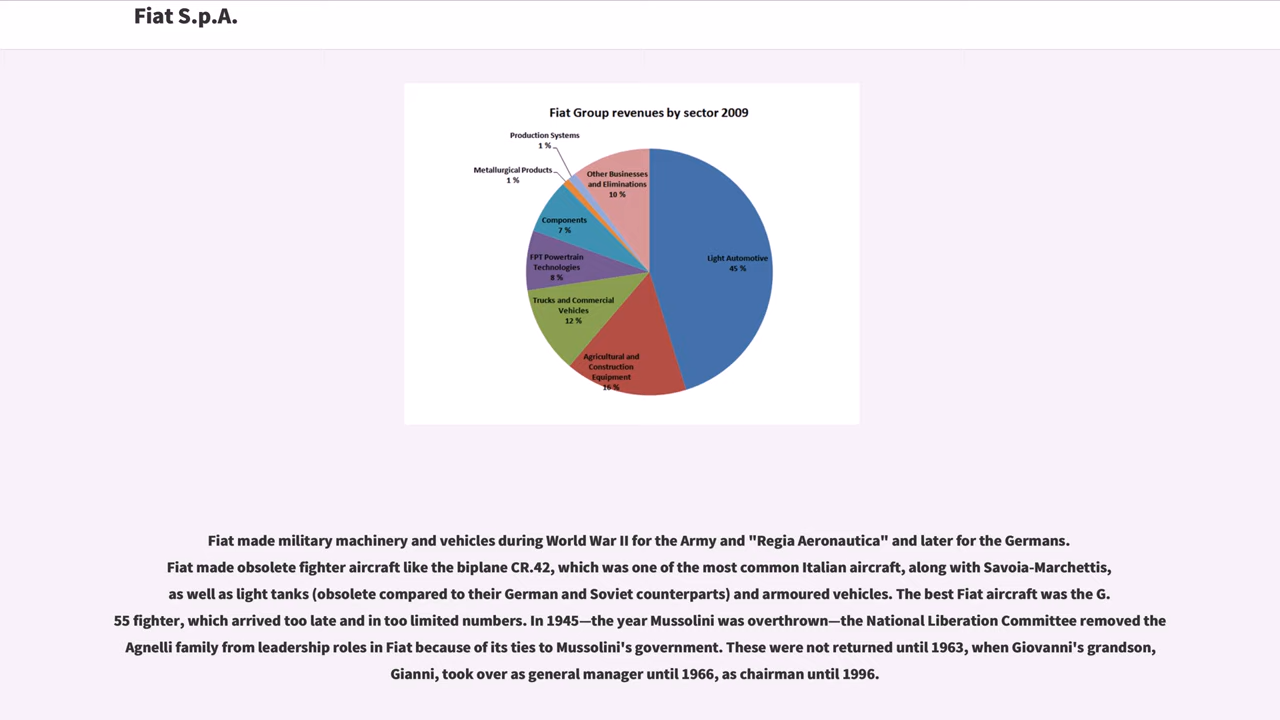 Fiat S.p.A.
Fiat Group revenues by sector 2009
Production Systems
1 %
Metallurgical Products
1 %
Other Businesses
and Eliminations
10 %
Components
7 %
Light Automotive
45 %
FPT Powertrain
Technologies
8 %
Trucks and Commercial
Vehicles
12 %
Agricultural and
Construction
Equipment
16 %
Fiat made military machinery and vehicles during World War II for the Army and "Regia Aeronautica" and later for the Germans.
Fiat made obsolete fighter aircraft like the biplane CR.42, which was one of the most common Italian aircraft, along with Savoia-Marchettis,
as well as light tanks (obsolete compared to their German and Soviet counterparts) and armoured vehicles. The best Fiat aircraft was the G.
55 fighter, which arrived too late and in too limited numbers. In 1945—the year Mussolini was overthrown—the National Liberation Committee removed the
Agnelli family from leadership roles in Fiat because of its ties to Mussolini's government. These were not returned until 1963, when Giovanni's grandson,
Gianni, took over as general manager until 1966, as chairman until 1996.